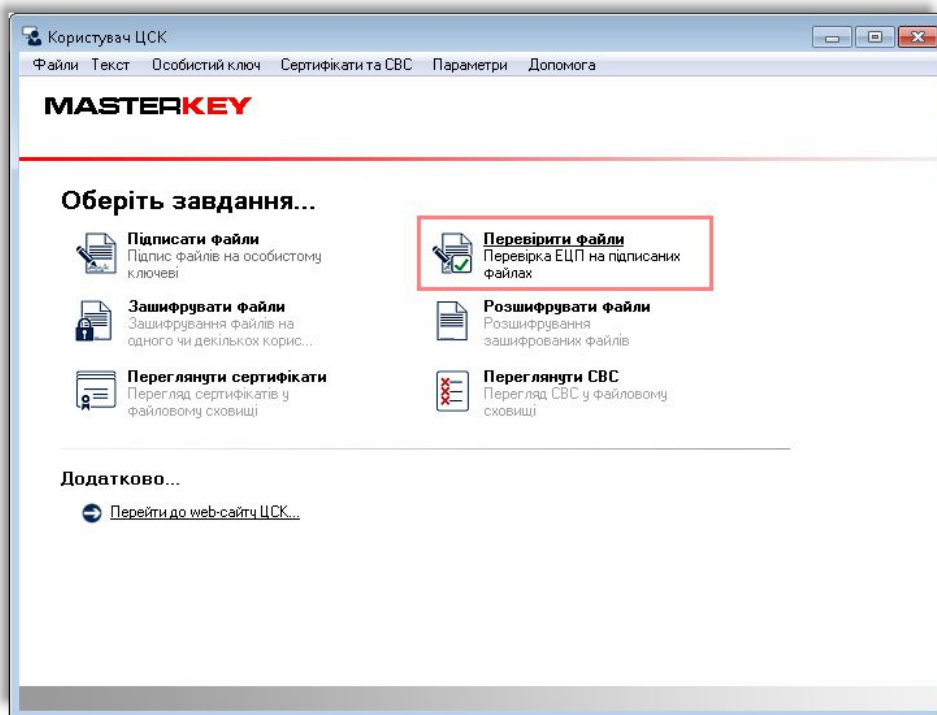 Користувач ЦСК
Файли Текст Особистий ключ Сертифікати та СВС Параметри Допомога
MASTERKEY
Оберіть завдання...
Підписати файли
Підпис файлів на особистому
ключеві
Перевірити файли
Перевірка ЕЦП на підписаних
файлах
Зашифрувати файли
Зашифрування файлів на
одного чи декількох корис...
Розшифрувати файли
Розшифрування
зашифрованих файлів
Переглянути сертифікати
Перегляд сертифікатів у
файловому сховищі
Переглянути СВС
Перегляд СВС у файловому
сховищі
Додатково...
Перейти до web-сайту ЦСК...